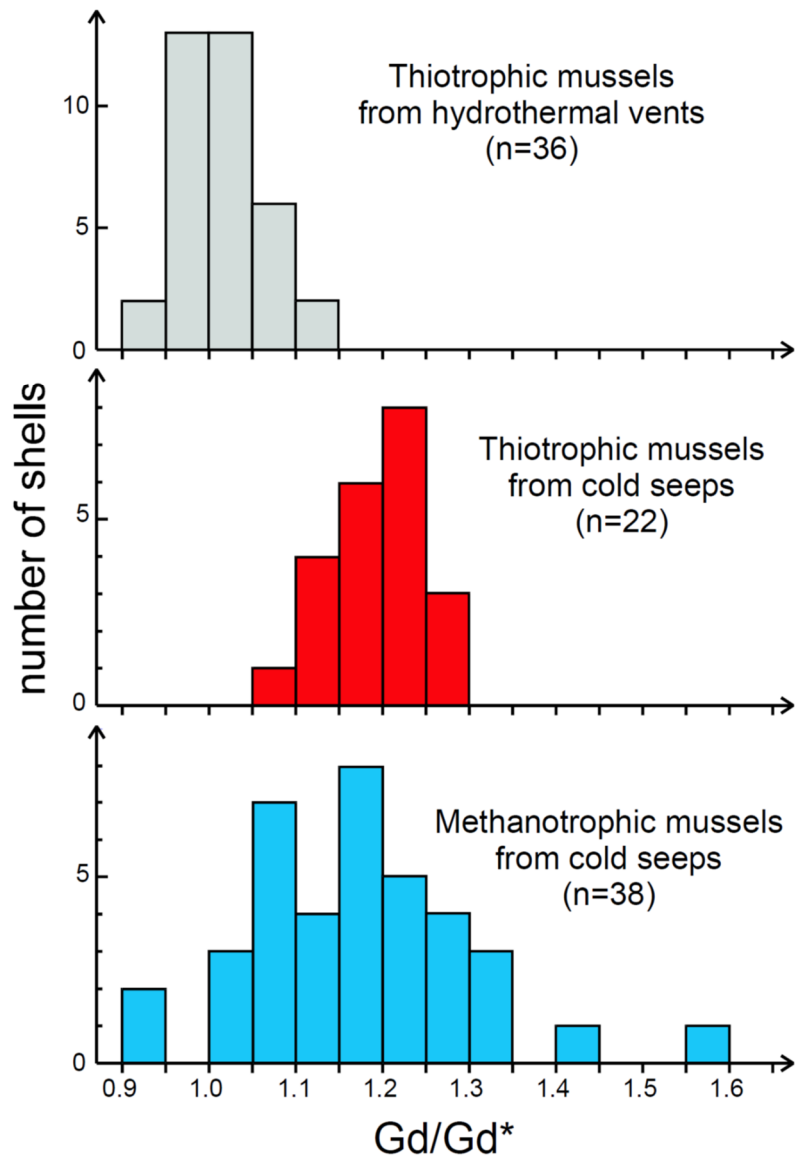 10
5
0
Thiotrophic mussels
from hydrothermal vents
(n=36)
number of shells
5
0
Thiotrophic mussels
from cold seeps
(n=22)
5
0
Methanotrophic mussels
from cold seeps
(n=38)
0.9 1.0 1.1 1.2 1.3 1.4 1.5 1.6
Gd/Gd*